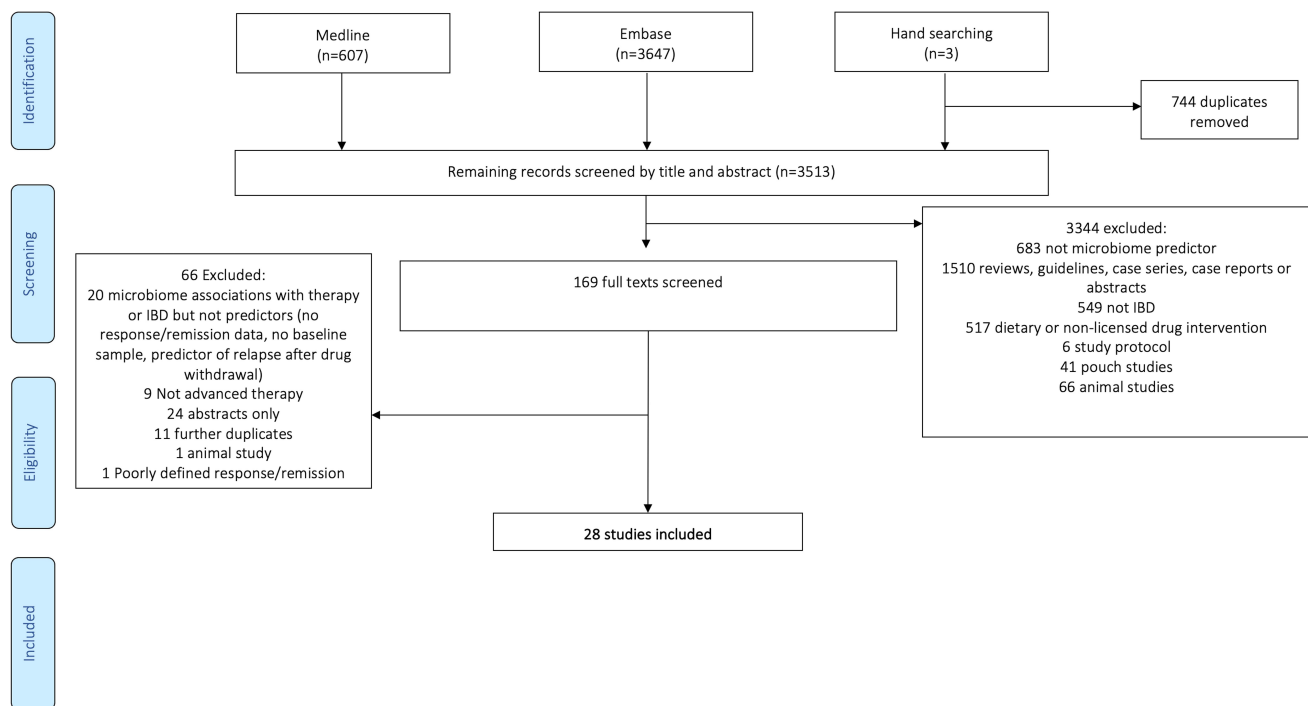 Identification
Medline
(n=607)
Embase
(n=3647)
Hand searching
(n=3)
744 duplicates
removed
Remaining records screened by title and abstract (n=3513)
Screening
3344 excluded:
683 not microbiome predictor
1510 reviews, guidelines, case series, case reports or
abstracts
549 not IBD
517 dietary or non-licensed drug intervention
6 study protocol
41 pouch studies
66 animal studies
169 full texts screened
66 Excluded:
20 microbiome associations with therapy
or IBD but not predictors (no
response/remission data, no baseline
sample, predictor of relapse after drug
withdrawal)
9 Not advanced therapy
24 abstracts only
11 further duplicates
1 animal study
1 Poorly defined response/remission
Eligibility
28 studies included
Included